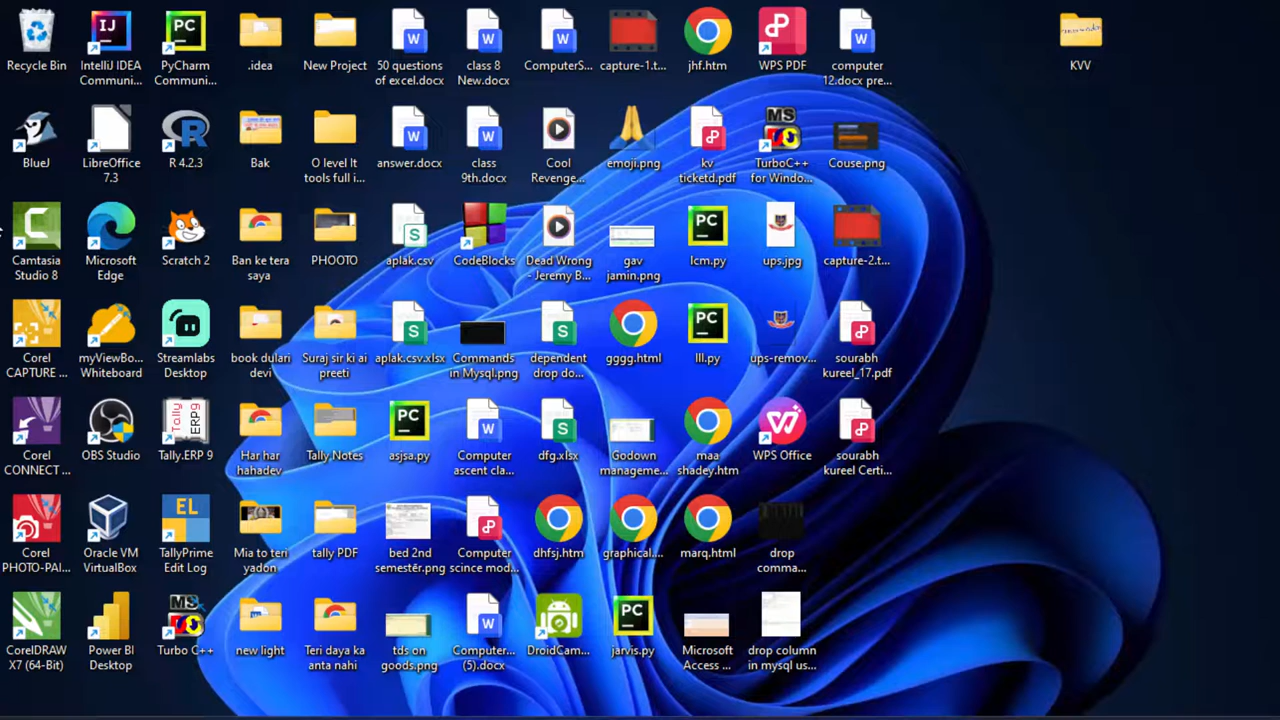 Recycle Bin
IntelliJ IDEA
Communi...
PyCharm
Communi...
.idea
New Project
50 questions
of excel.docx
class 8
New.docx
ComputerS...
capture-1.t...
jhf.htm
WPS PDF
computer
12.docx pre...
KVV
BlueJ
LibreOffice
7.3
R 4.2.3
Bak
O level It
tools full i...
answer.docx
class
9th.docx
Cool
Revenge...
emoji.png
kv
ticketd.pdf
TurboC++
for Windo...
Couse.png
Camtasia
Studio 8
Microsoft
Edge
Scratch 2
Ban ke tera
saya
PHOOTO
aplak.csv
CodeBlocks
Dead Wrong
- Jeremy B...
gav
jamin.png
lcm.py
ups.jpg
capture-2.t...
Corel
CAPTURE ...
myViewBo...
Whiteboard
Streamlabs
Desktop
book dulari
devi
Suraj sir ki ai
preeti
aplak.csv.xlsx
Commands
in Mysql.png
dependent
drop do...
gggg.html
lll.py
ups-remov...
sourabh
kureel_17.pdf
Corel
CONNECT ...
OBS Studio
Tally.ERP 9
Har har
hahadev
Tally Notes
asjsa.py
Computer
ascent cla...
dfg.xlsx
Godown
manageme...
maa
shadey.htm
WPS Office
sourabh
kureel Certi...
Corel
PHOTO-PAI...
Oracle VM
VirtualBox
TallyPrime
Edit Log
Mia to teri
yadon
tally PDF
bed 2nd
semester.png
Computer
scince mod...
dhfsj.htm
graphical....
marq.html
drop
comma...
CorelDRAW
X7 (64-Bit)
Power BI
Desktop
Turbo C++
new light
Teri daya ka
anta nahi
tds on
goods.png
Computer...
(5).docx
DroidCam...
jarvis.py
Microsoft
Access ...
drop column
in mysql us...